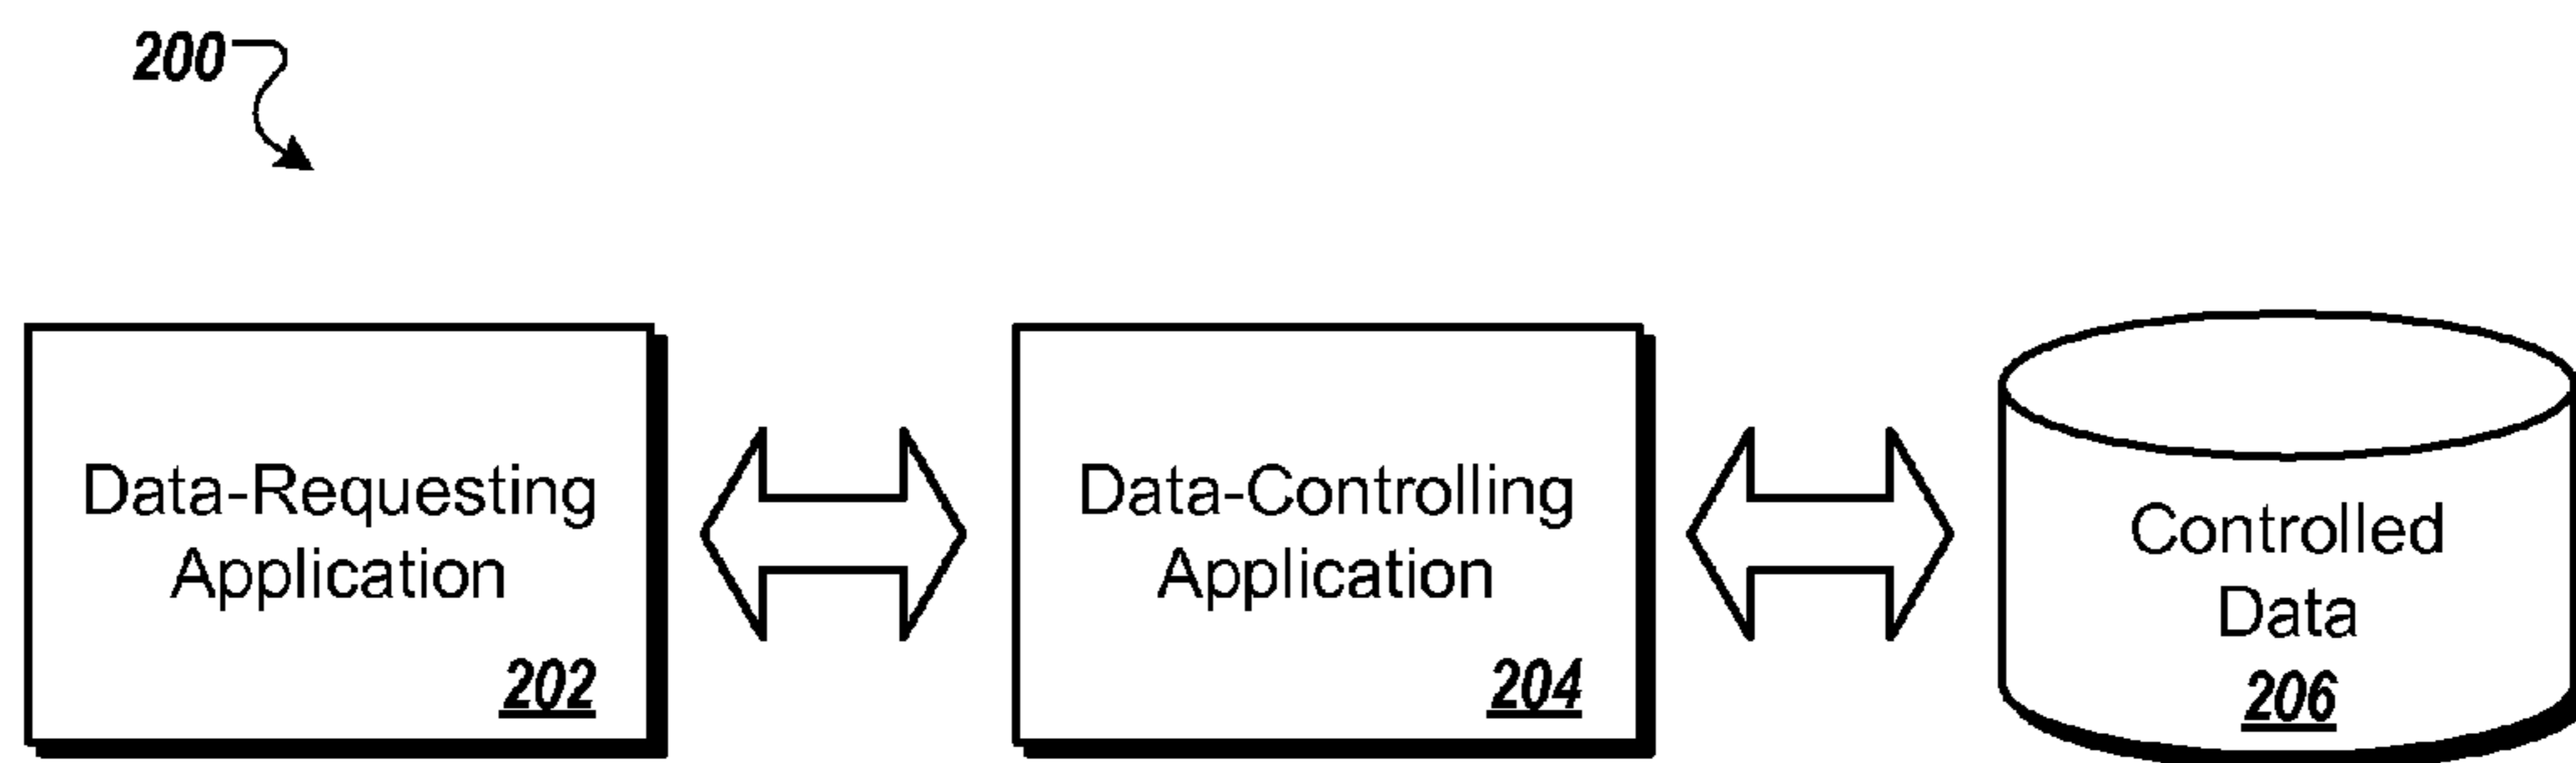 200
Data-Requesting
Application
202
Data-Controlling
Application
204
Controlled
Data
206